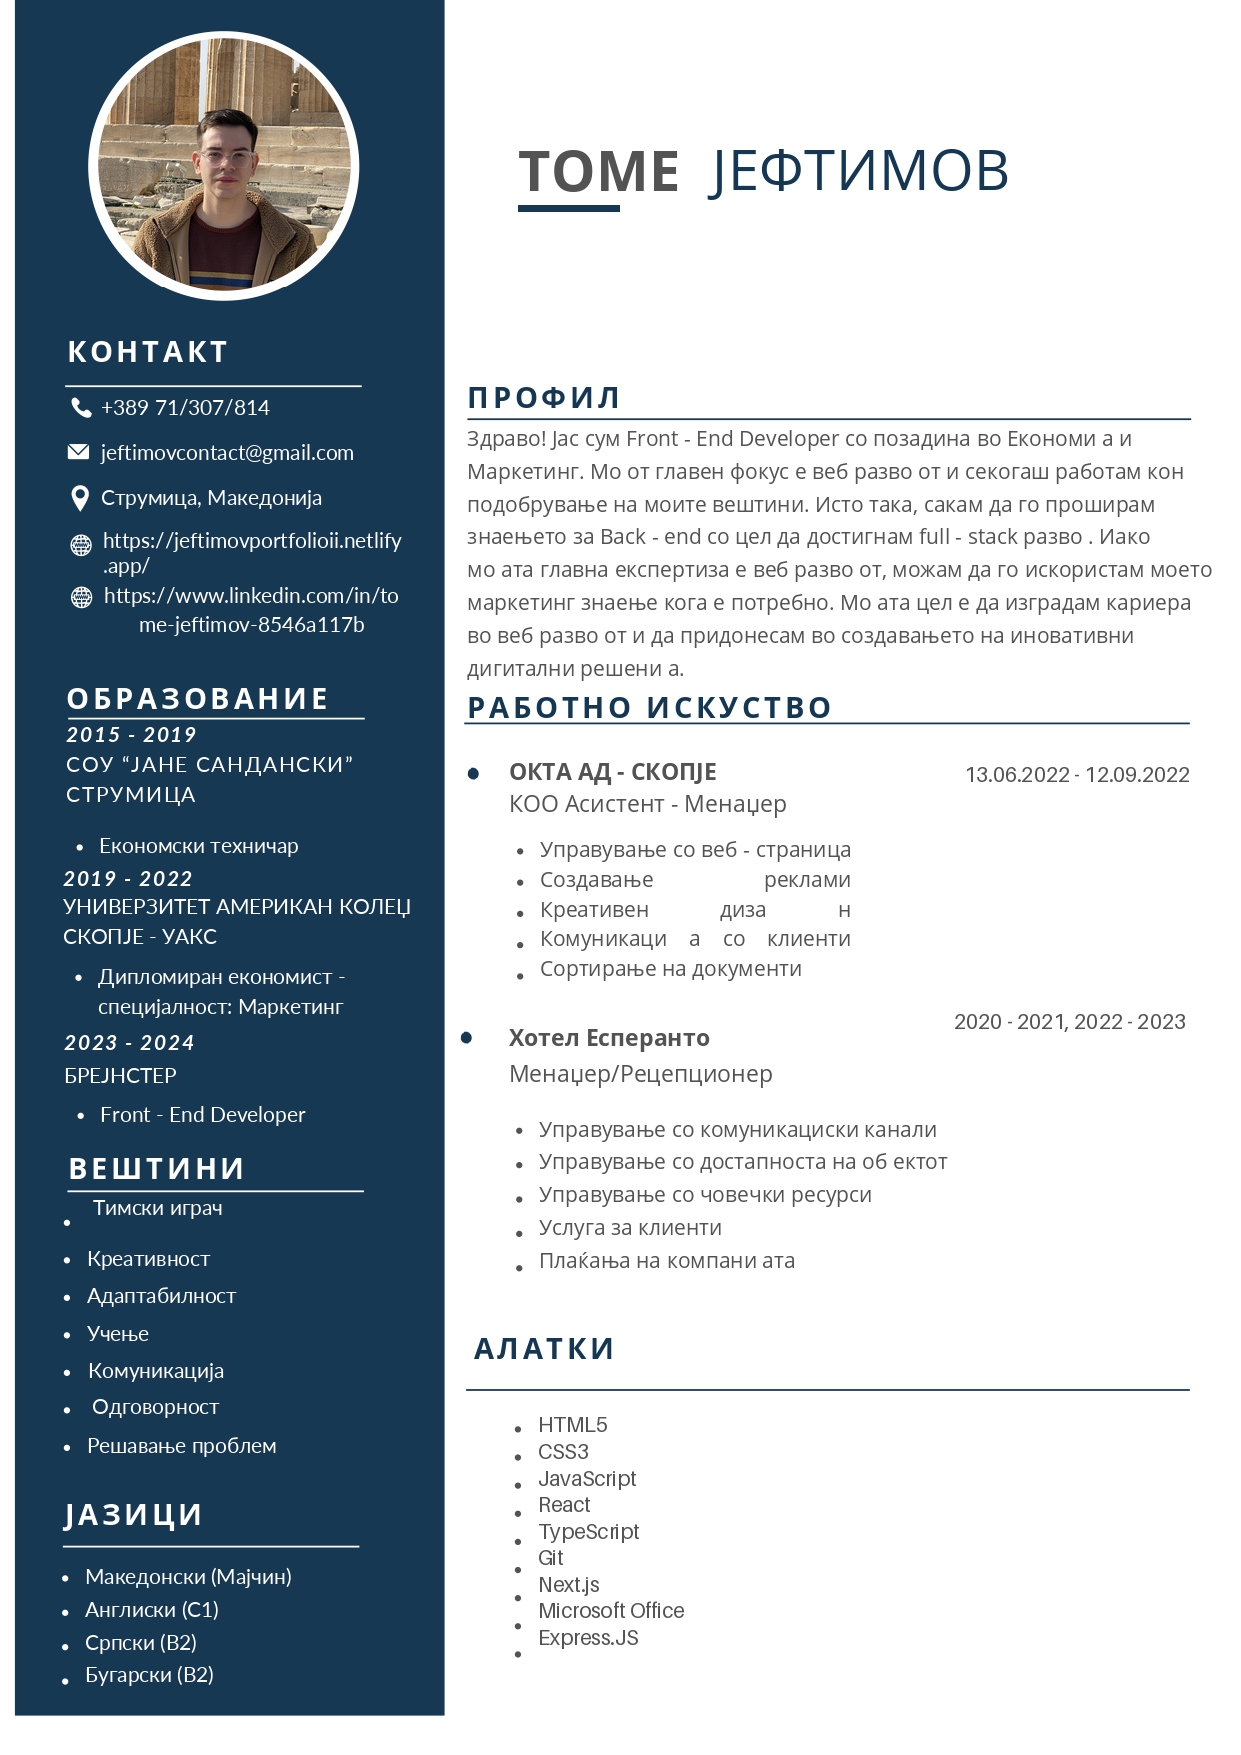 ТОМЕ ЈЕФТИМОВ
КОНТАКТ
+389 71/307/814
jeftimovcontact@gmail.com
Струмица, Македонија
https://jeftimovportfolioii.netlify
.app/
https://www.linkedin.com/in/to
me-jeftimov-8546a117b
ОБРАЗОВАНИЕ
2015 - 2019
СОУ “ЈАНЕ САНДАНСКИ”
СТРУМИЦА
• Економски техничар
2019 - 2022
УНИВЕРЗИТЕТ АМЕРИКАН КОЛЕЏ
СКОПЈЕ - УАКС
• Дипломиран економист -
специјалност: Маркетинг
2023 - 2024
БРЕЈНСТЕР
• Front - End Developer
ВЕШТИНИ
• Тимски играч
• Креативност
• Адаптабилност
• Учење
• Комуникација
• Одговорност
• Решавање проблем
ЈАЗИЦИ
• Македонски (Мајчин)
• Англиски (C1)
• Српски (B2)
• Бугарски (B2)
ПРОФИЛ
Здраво! Јас сум Front - End Developer со позадина во Економи а и
Маркетинг. Мо от главен фокус е веб разво от и секогаш работам кон
подобрување на моите вештини. Исто така, сакам да го проширам
знаењето за Back - end со цел да достигнам full - stack разво . Иако
мо ата главна експертиза е веб разво от, можам да го искористам моето
маркетинг знаење кога е потребно. Мо ата цел е да изградам кариера
во веб разво от и да придонесам во создавањето на иновативни
дигитални решени а.
РАБОТНО ИСКУСТВО
• ОКТА АД - СКОПЈЕ 13.06.2022 - 12.09.2022
КОО Асистент - Менаџер
• Управување со веб - страница
• Создавање реклами
• Креативен диза н
• Комуникаци а со клиенти
• Сортирање на документи
• Хотел Есперанто 2020 - 2021, 2022 - 2023
Менаџер/Рецепционер
• Управување со комуникациски канали
• Управување со достапноста на об ектот
• Управување со човечки ресурси
• Услуга за клиенти
• Плаќања на компани ата
АЛАТКИ
• HTML5
• CSS3
• JavaScript
• React
• TypeScript
• Git
• Next.js
• Microsoft Office
• Express.JS